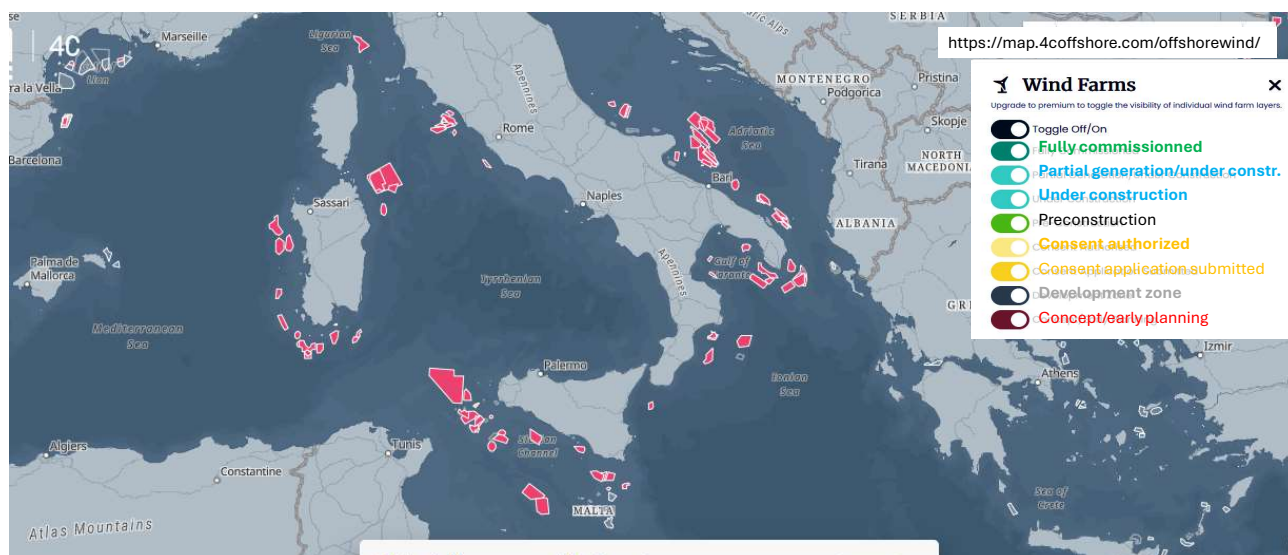 https://map.4coffshore.com/offshorewind/
Wind Farms
Upgrade to premium to toggle the visibility of individual wind farm layers.
Toggle Off/On
Fully commissionned
Partial generation/under constr.
Under construction
Preconstruction
Consent authorized
Consent application submitted
Development zone
Concept/early planning
4C
Marseille
Ligurian
Sea
Lion
Barcelona
Apennines
Rome
Naples
Apennines
Adriatic
Sea
Bari
SERBIA
MONTENEGRO
Podgorica
Pristina
Skopje
NORTH
Tirana
ALBANIA
Sassari
Palma de
Mallorca
Mediterranean
Sea
Tyrrhenian
Sea
Gulf of
Palermo
Ionian
Sea
Izmir
Athens
Algiers
Tunis
Channel
Constantine
MALTA
Sea of
Crete
Atlas Mountains